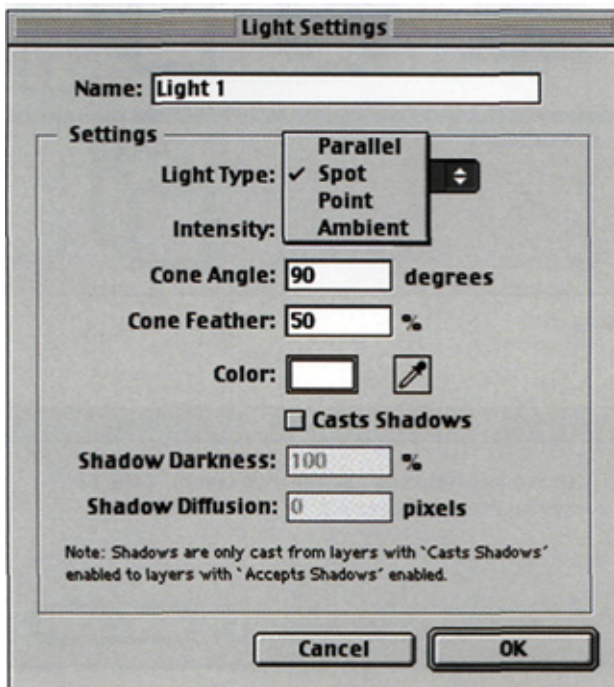 Light Settings
Name: Light 1
Settings
Parallel
Light Type: ✓ Spot
Point
Intensity: Ambient
Cone Angle: 90 degrees
Cone Feather: 50 %
Color:
Casts Shadows
Shadow Darkness: 100 %
Shadow Diffusion: 0 pixels
Note: Shadows are only cast from layers with `Casts Shadows´
enabled to layers with `Accepts Shadows´ enabled.
Cancel OK